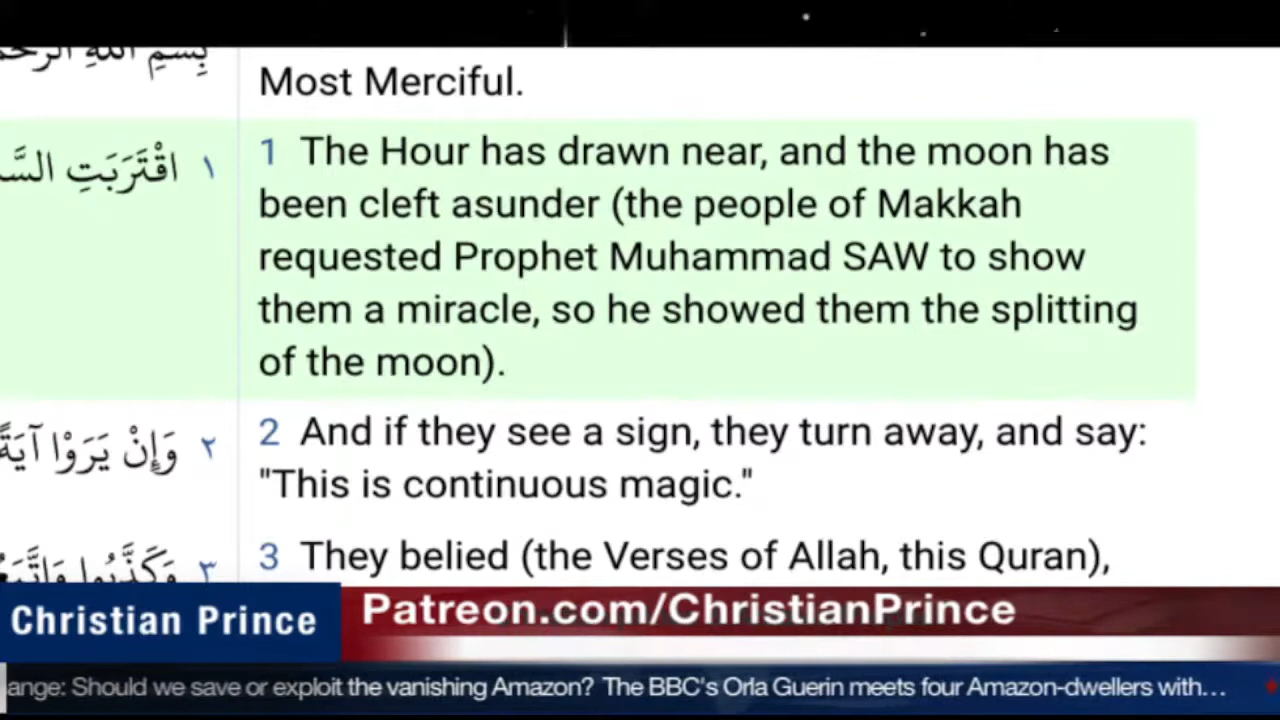 بِسْمِ اللَّهِ
Most Merciful.
١ اقْتَرَبَتِ
1 The Hour has drawn near, and the moon has
been cleft asunder (the people of Makkah
requested Prophet Muhammad SAW to show
them a miracle, so he showed them the splitting
of the moon).
٢ وَإِنْ يَرَوْا آيَةً
2 And if they see a sign, they turn away, and say:
"This is continuous magic."
٣ وَكَذَّبُوا
3 They belied (the Verses of Allah, this Quran),
Christian Prince
Patreon.com/ChristianPrince
ange: Should we save or exploit the vanishing Amazon? The BBC's Orla Guerin meets four Amazon-dwellers with...